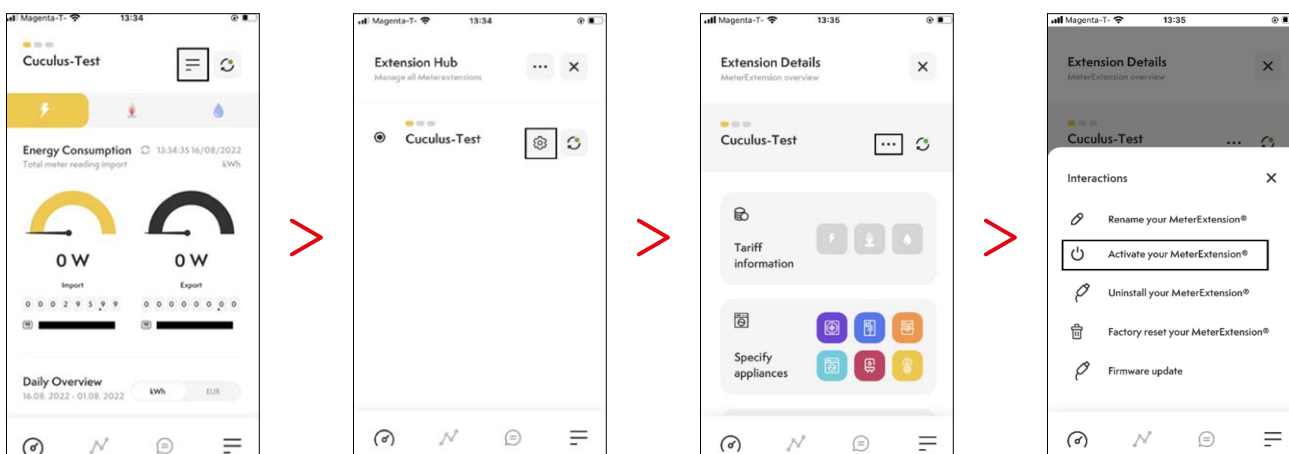 Magenta-T- 13:34
Cuculus-Test
Energy Consumption 13:34:35 16/08/2022
Total meter reading import kWh
0 W 0 W
Import Export
0 0 0 2 9 5 9 9 0 0 0 0 0 0 0 0
Daily Overview
16.08. 2022 - 01.08. 2022 kWh EUR
>
Magenta-T- 13:34
Extension Hub
Manage all Meterextensions
Cuculus-Test
>
Magenta-T- 13:35
Extension Details
MeterExtension overview
Cuculus-Test
Tariff
information
Specify
appliances
>
Magenta-T- 13:35
Extension Details
MeterExtension overview
Cuculus-Test
Interactions
Rename your MeterExtension®
Activate your MeterExtension®
Uninstall your MeterExtension®
Factory reset your MeterExtension®
Firmware update